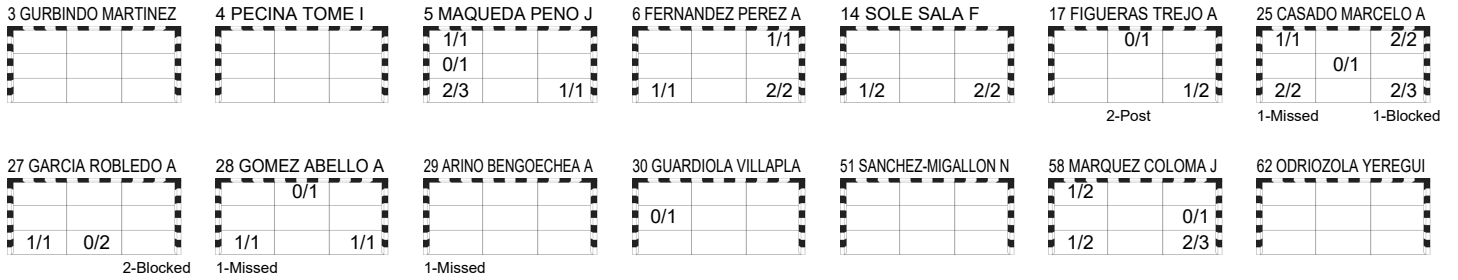 3 GURBINDO MARTINEZ 4 PECINA TOME I 5 MAQUEDA PENO J 6 FERNANDEZ PEREZ A 14 SOLE SALA F 17 FIGUERAS TREJO A 25 CASADO MARCELO A
1/1 1/1 0/1 1/1 2/2
0/1 0/1
2/3 1/1 1/1 2/2 1/2 2/2 1/2 2/2 2/3
2-Post 1-Missed 1-Blocked
27 GARCIA ROBLEDO A 28 GOMEZ ABELLO A 29 ARINO BENGOECHEA A 30 GUARDIOLA VILLAPLA 51 SANCHEZ-MIGALLON N 58 MARQUEZ COLOMA J 62 ODRIOZOLA YEREGUI
0/1 1/2
0/1 0/1
1/1 0/2 1/1 1/1 1/2 2/3
2-Blocked 1-Missed 1-Missed